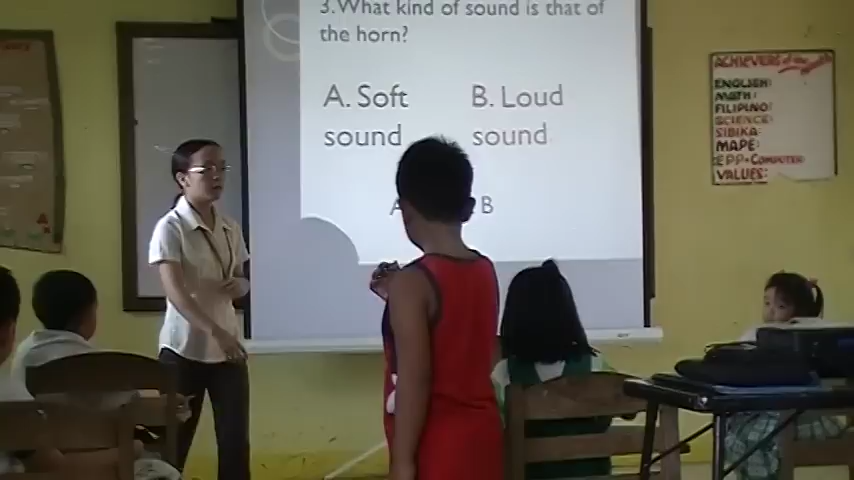 3.What kind of sound is that of
the horn?
A. Soft
sound
B. Loud
sound
B
ACHIEVERS of the
ENGLISH:
MATH:
FILIPINO:
SCIENCE:
SIBIKA:
MAPE:
EPP & COMPUTER
VALUES: